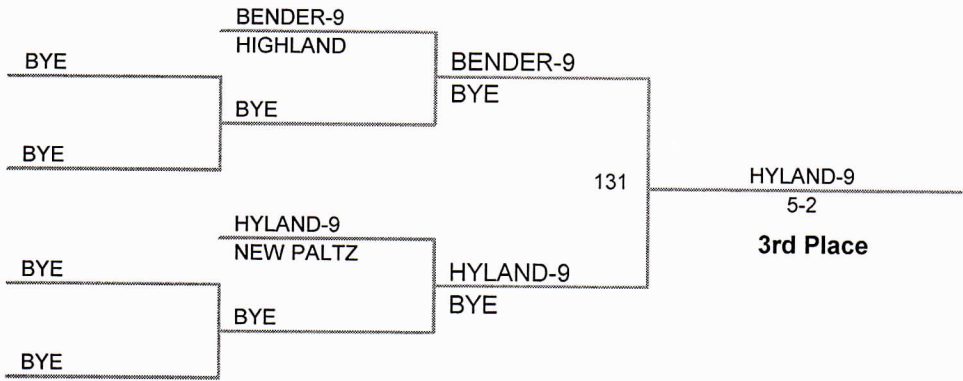 BENDER-9
HIGHLAND
BYE
BENDER-9
BYE
BYE
BYE
131
HYLAND-9
5-2
3rd Place
HYLAND-9
NEW PALTZ
BYE
HYLAND-9
BYE
BYE
BYE